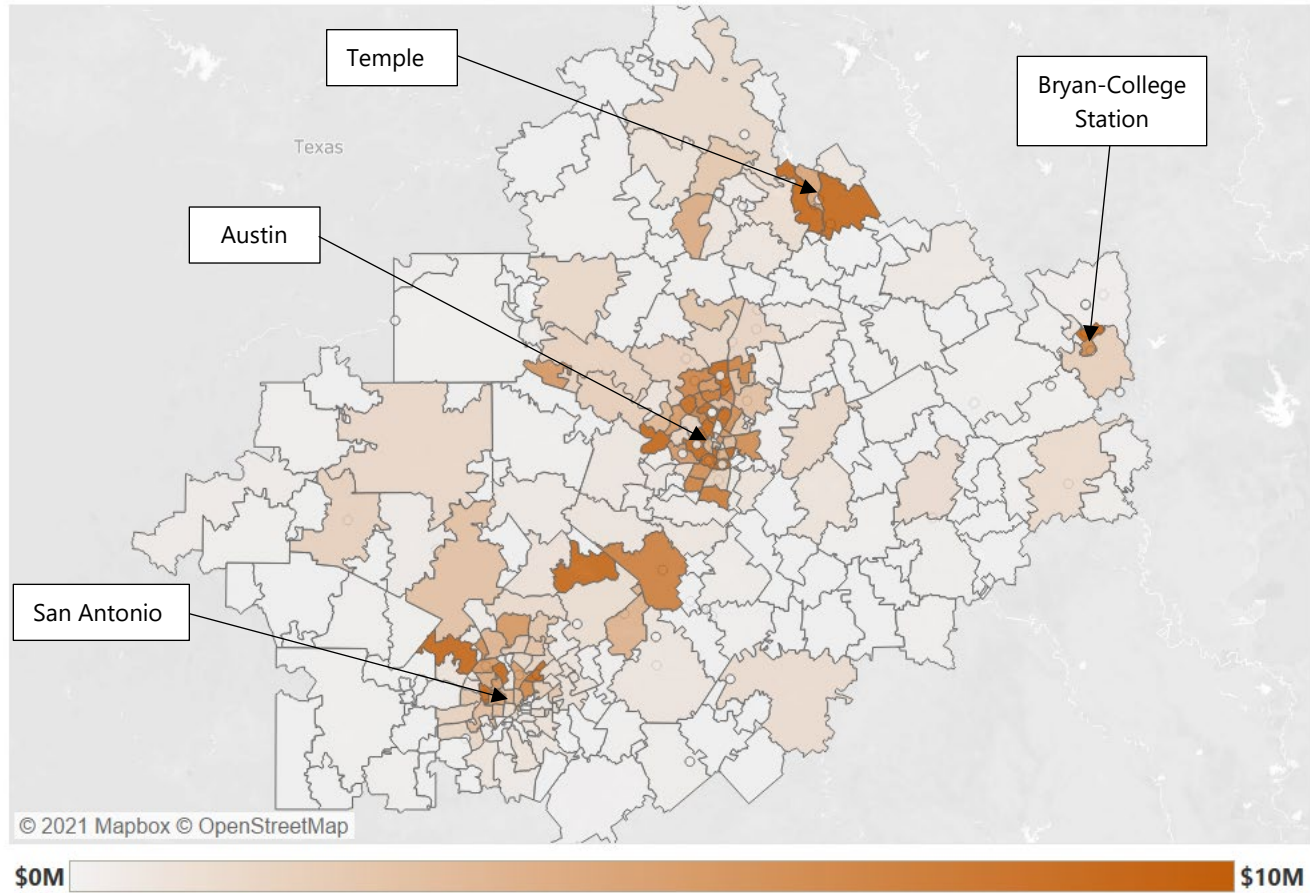 Temple
Bryan-College
Station
Texas
Austin
San Antonio
© 2021 Mapbox © OpenStreetMap
$0M
$10M